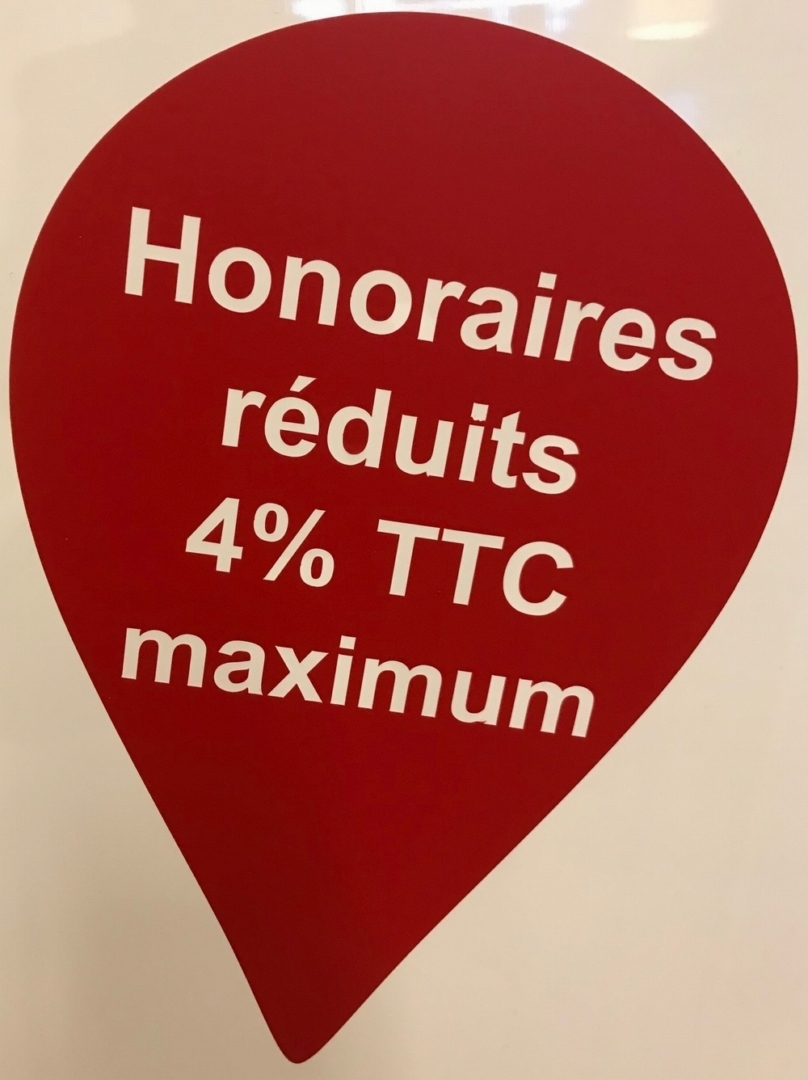 Honoraires
réduits
4% TTC
maximum